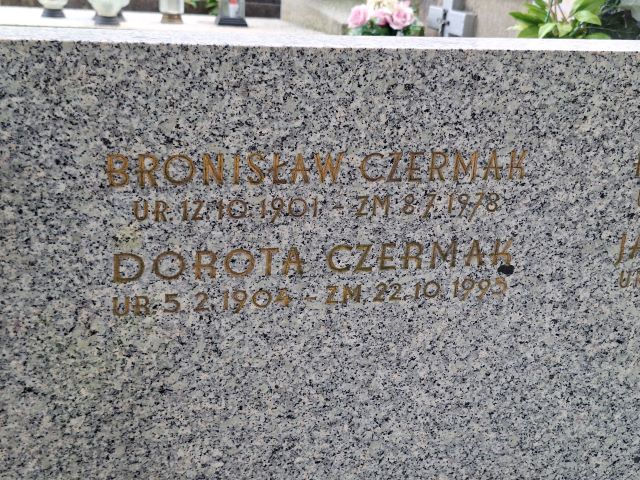 BRONISŁAW CZERMAK
UR. 12.10.1901 - ZM 8.7.1978
DOROTA CZERMAK
UR. 5.2.1904 - ZM 22.10.1995